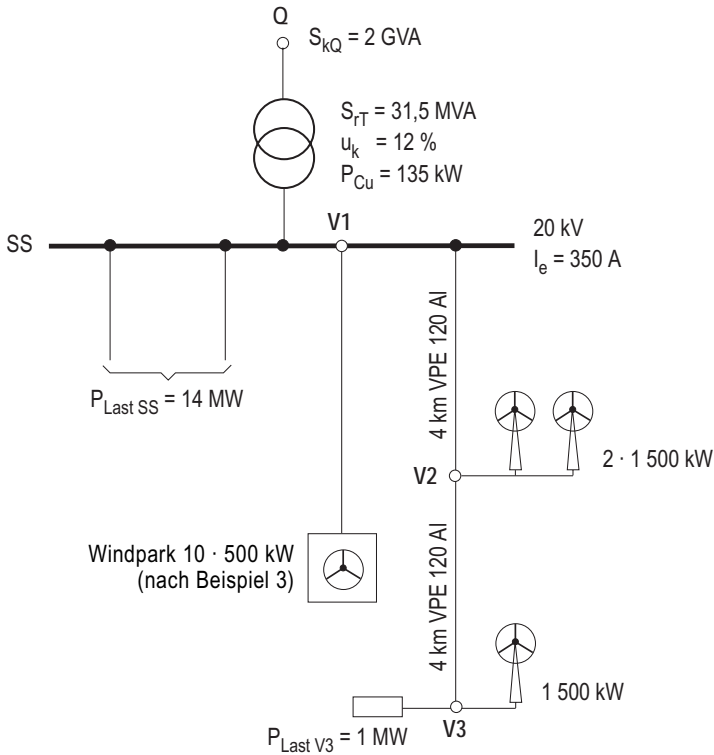 Q
S_kQ = 2 GVA
S_rT = 31,5 MVA
u_k = 12 %
P_Cu = 135 kW
V1
SS
20 kV
I_e = 350 A
4 km VPE 120 Al
P_Last SS = 14 MW
2 · 1 500 kW
V2
Windpark 10 · 500 kW
(nach Beispiel 3)
4 km VPE 120 Al
1 500 kW
V3
P_Last V3 = 1 MW